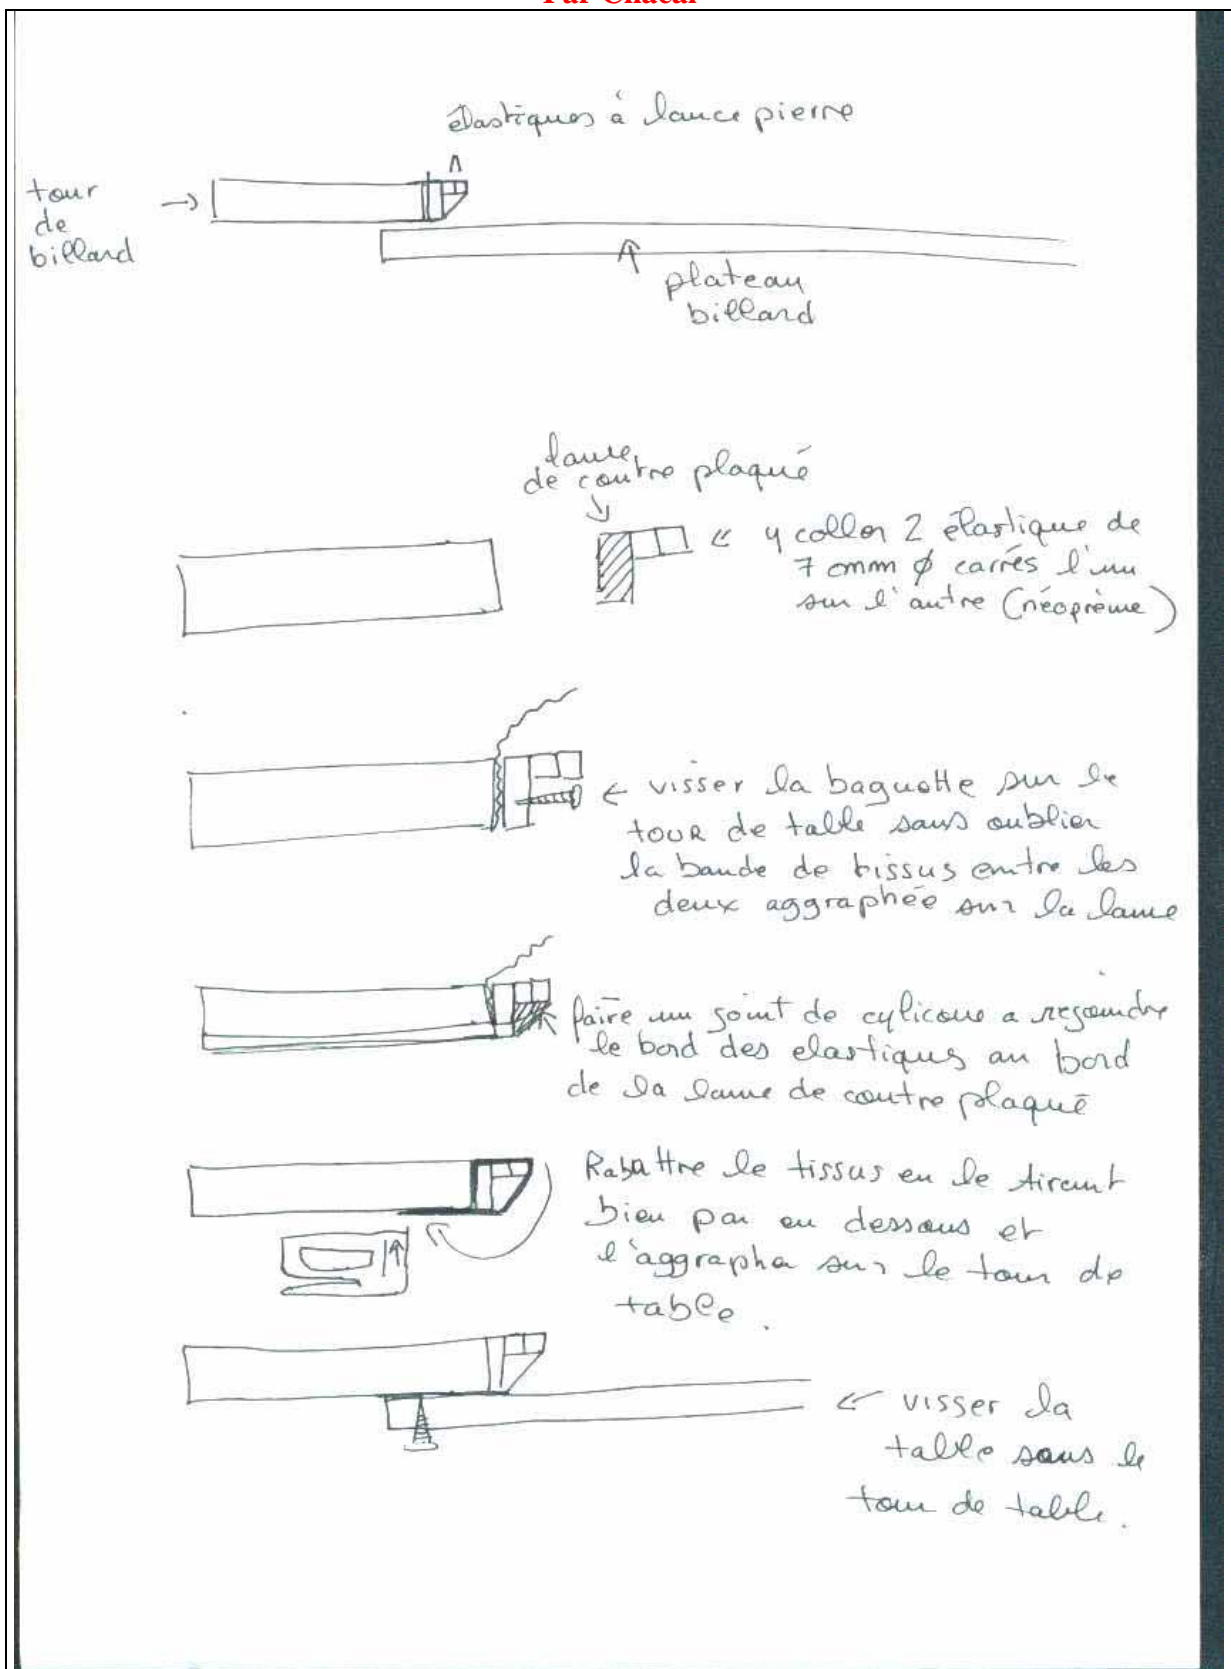 Par Chacal
élastiques à lance pierre
tour
de
billard
plateau
billard
lame
de contre plaqué
y coller 2 élastique de
7 mm ϕ carrés l'un
sur l'autre (néoprème)
visser la baguette sur le
tour de table sans oublier
la bande de tissus entre les
deux aggraphée sur la lame
faire un joint de cylicone a rejoindre
le bord des elastiques au bord
de la lame de contre plaqué
Rabattre le tissus en le tirant
bien par en dessous et
l'aggrapha sur le tour de
table.
visser la
table sous le
tour de table.